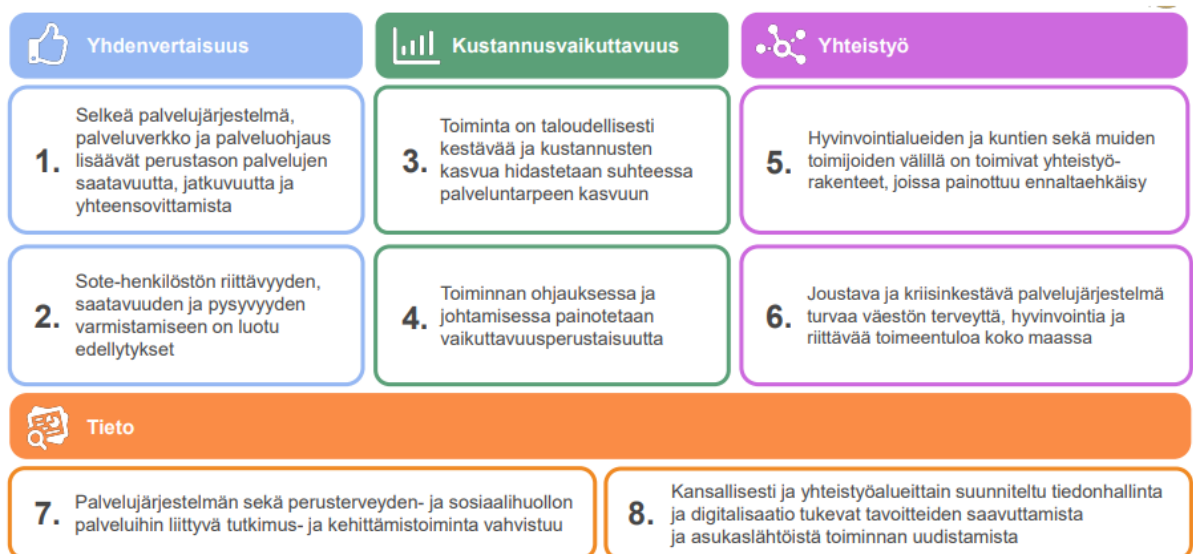 Yhdenvertaisuus
1.
Selkeä palvelujärjestelmä,
palveluverkko ja palveluohjaus
lisäävät perustason palvelujen
saatavuutta, jatkuvuutta ja
yhteensovittamista
2.
Sote-henkilöstön riittävyyden,
saatavuuden ja pysyvyyden
varmistamiseen on luotu
edellytykset
Kustannusvaikuttavuus
3.
Toiminta on taloudellisesti
kestävää ja kustannusten
kasvua hidastetaan suhteessa
palveluntarpeen kasvuun
4.
Toiminnan ohjauksessa ja
johtamisessa painotetaan
vaikuttavuusperustaisuutta
Yhteistyö
5.
Hyvinvointialueiden ja kuntien sekä muiden
toimijoiden välillä on toimivat yhteistyö-
rakenteet, joissa painottuu ennaltaehkäisy
6.
Joustava ja kriisinkestävä palvelujärjestelmä
turvaa väestön terveyttä, hyvinvointia ja
riittävää toimeentuloa koko maassa
Tieto
7.
Palvelujärjestelmän sekä perusterveyden- ja sosiaalihuollon
palveluihin liittyvä tutkimus- ja kehittämistoiminta vahvistuu
8.
Kansallisesti ja yhteistyöalueittain suunniteltu tiedonhallinta
ja digitalisaatio tukevat tavoitteiden saavuttamista
ja asukaslähtöistä toiminnan uudistamista